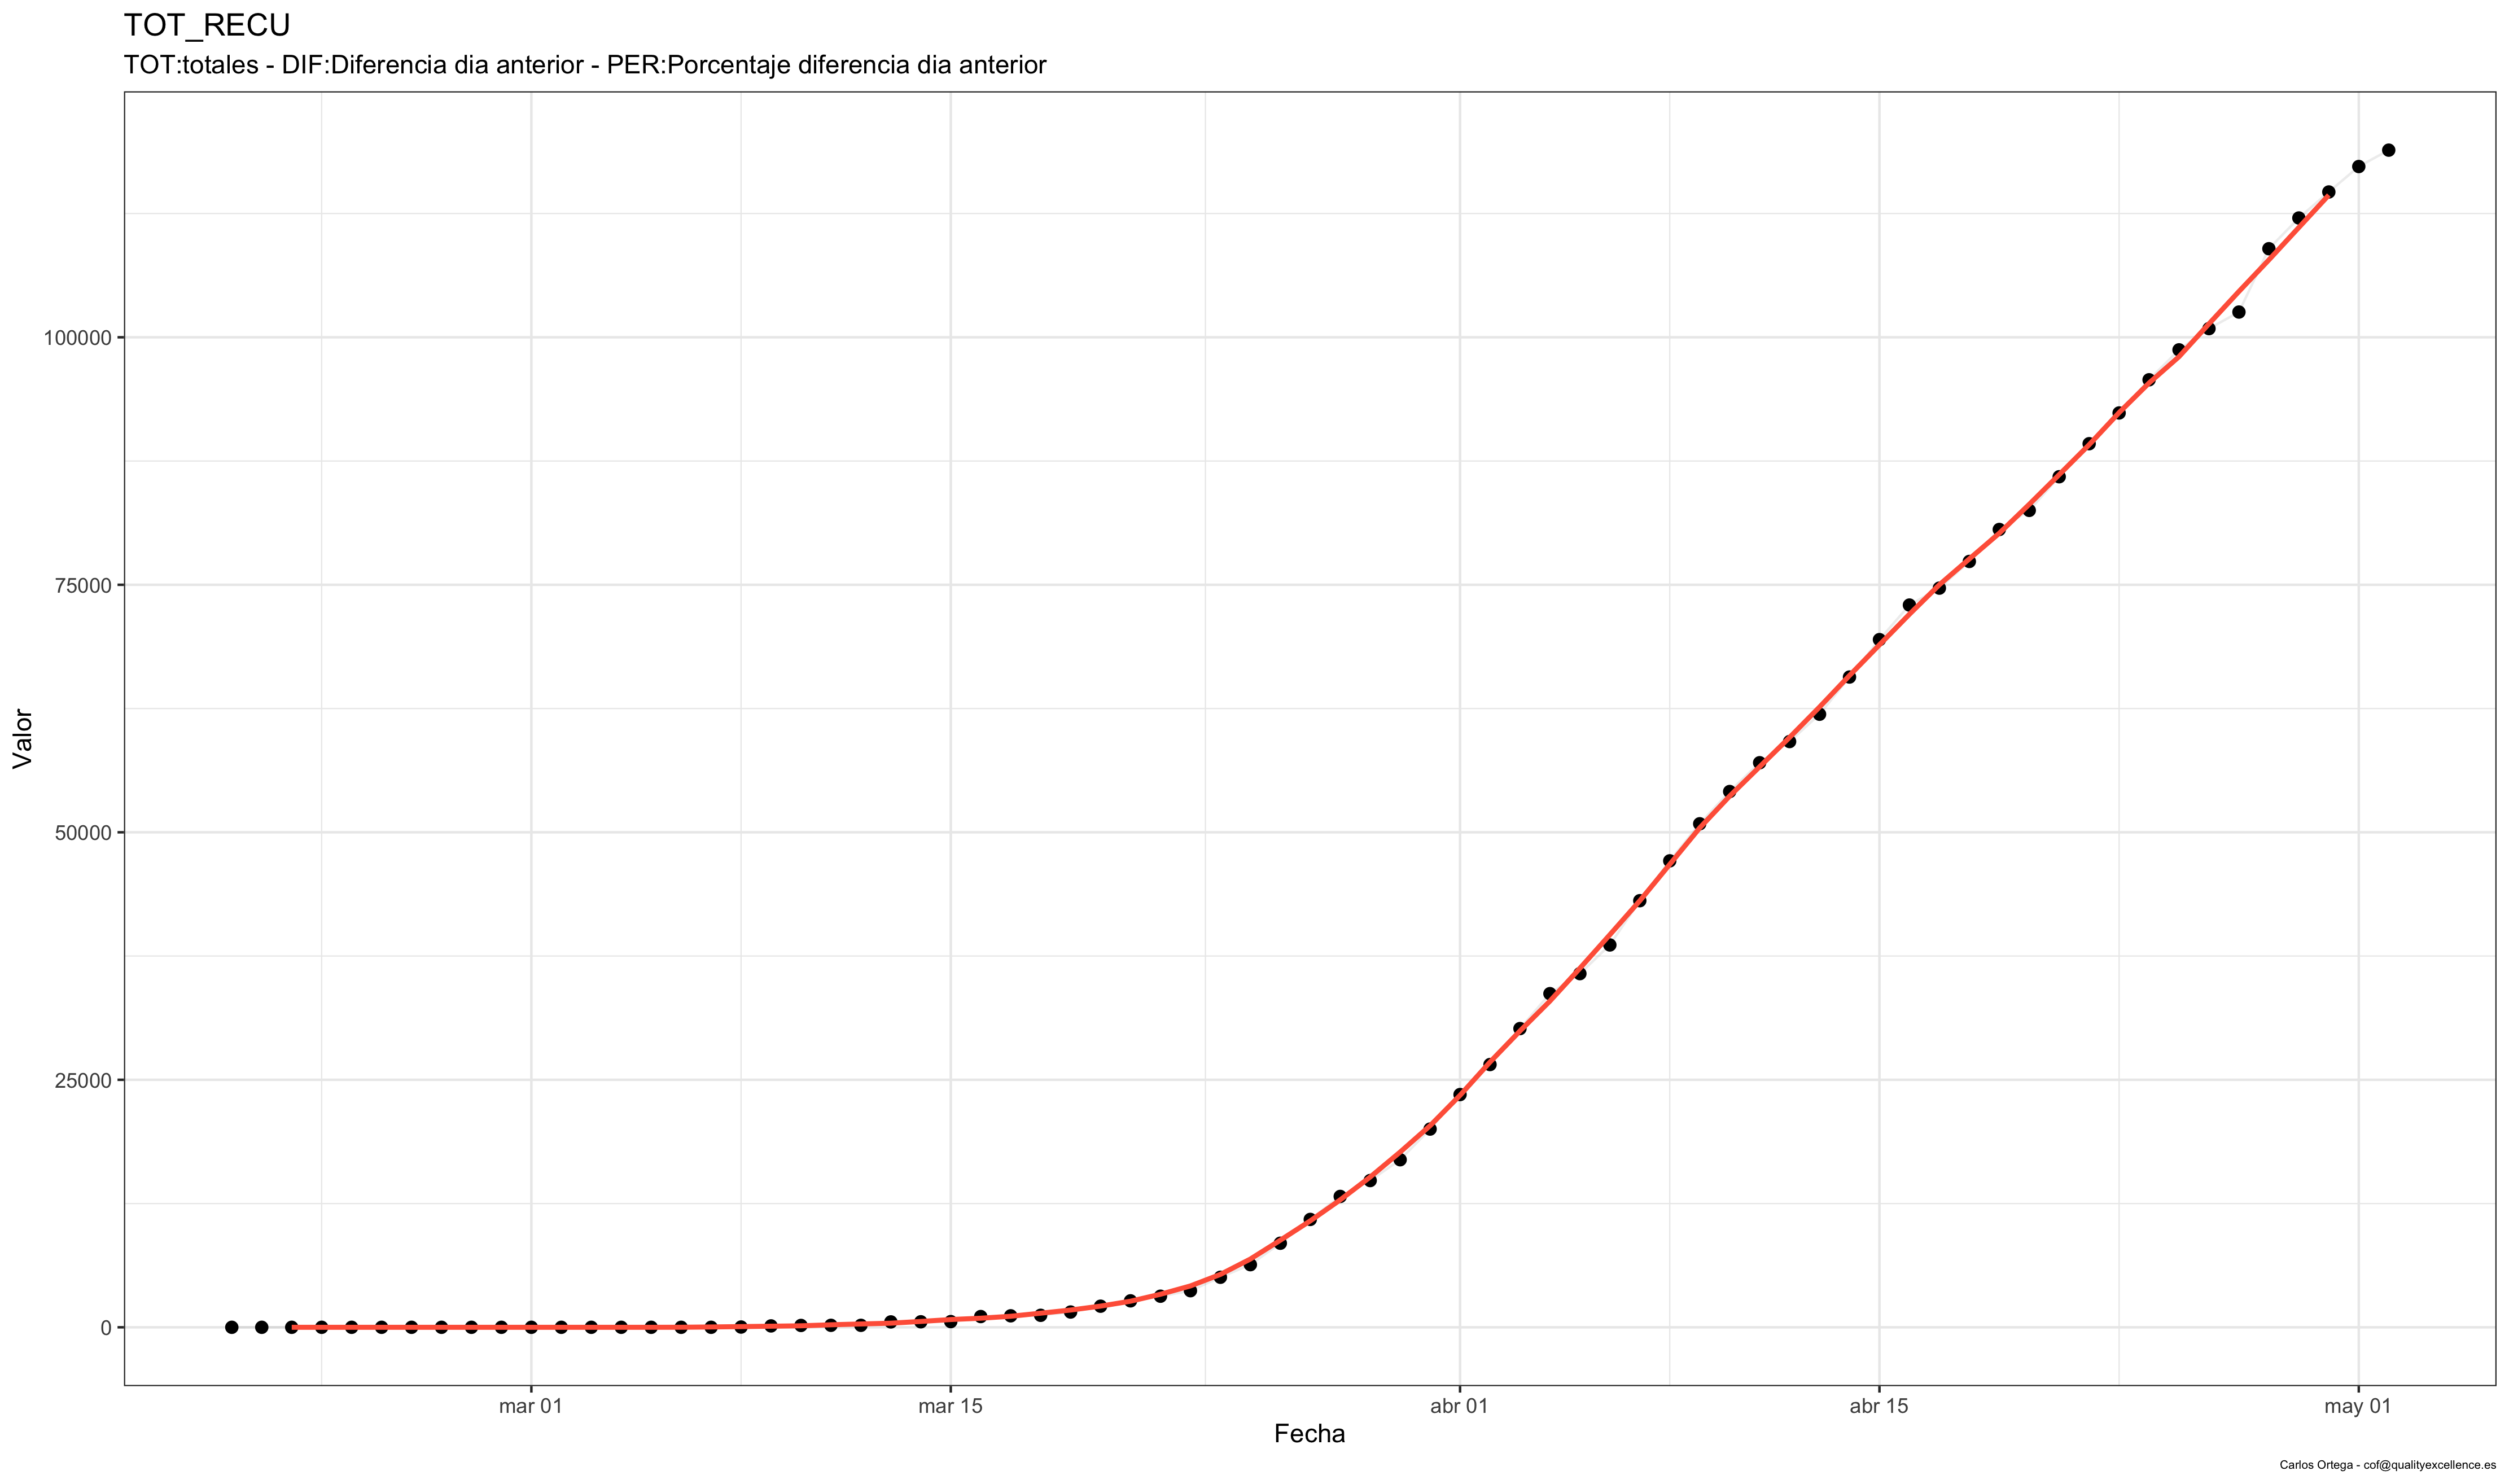 TOT_RECU
TOT:totales - DIF:Diferencia dia anterior - PER:Porcentaje diferencia dia anterior
Valor
100000
75000
50000
25000
0
mar 01
mar 15
abr 01
abr 15
may 01
Fecha
Carlos Ortega - cof@qualityexcellence.es